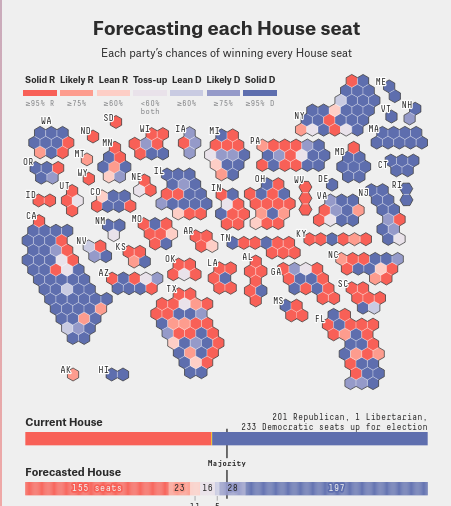 Forecasting each House seat
Each party's chances of winning every House seat
Solid R Likely R Lean R Toss-up Lean D Likely D Solid D
≥95% R ≥75% ≥60% <60% both ≥60% ≥75% ≥95% D
ME
NY VT NH
WA ND SD WI IA MI MA
MN PA MD CT
OR MT
WY NE IL OH WV DE RI
ID UT CO IN VA NJ
CA NM MO
NV KS AR TN KY
AZ OK LA AL GA NC
TX MS SC
FL
AK HI
Current House
201 Republican, 1 Libertarian,
233 Democratic seats up for election
Majority
Forecasted House
155 seats 23 16 28 197
11 5